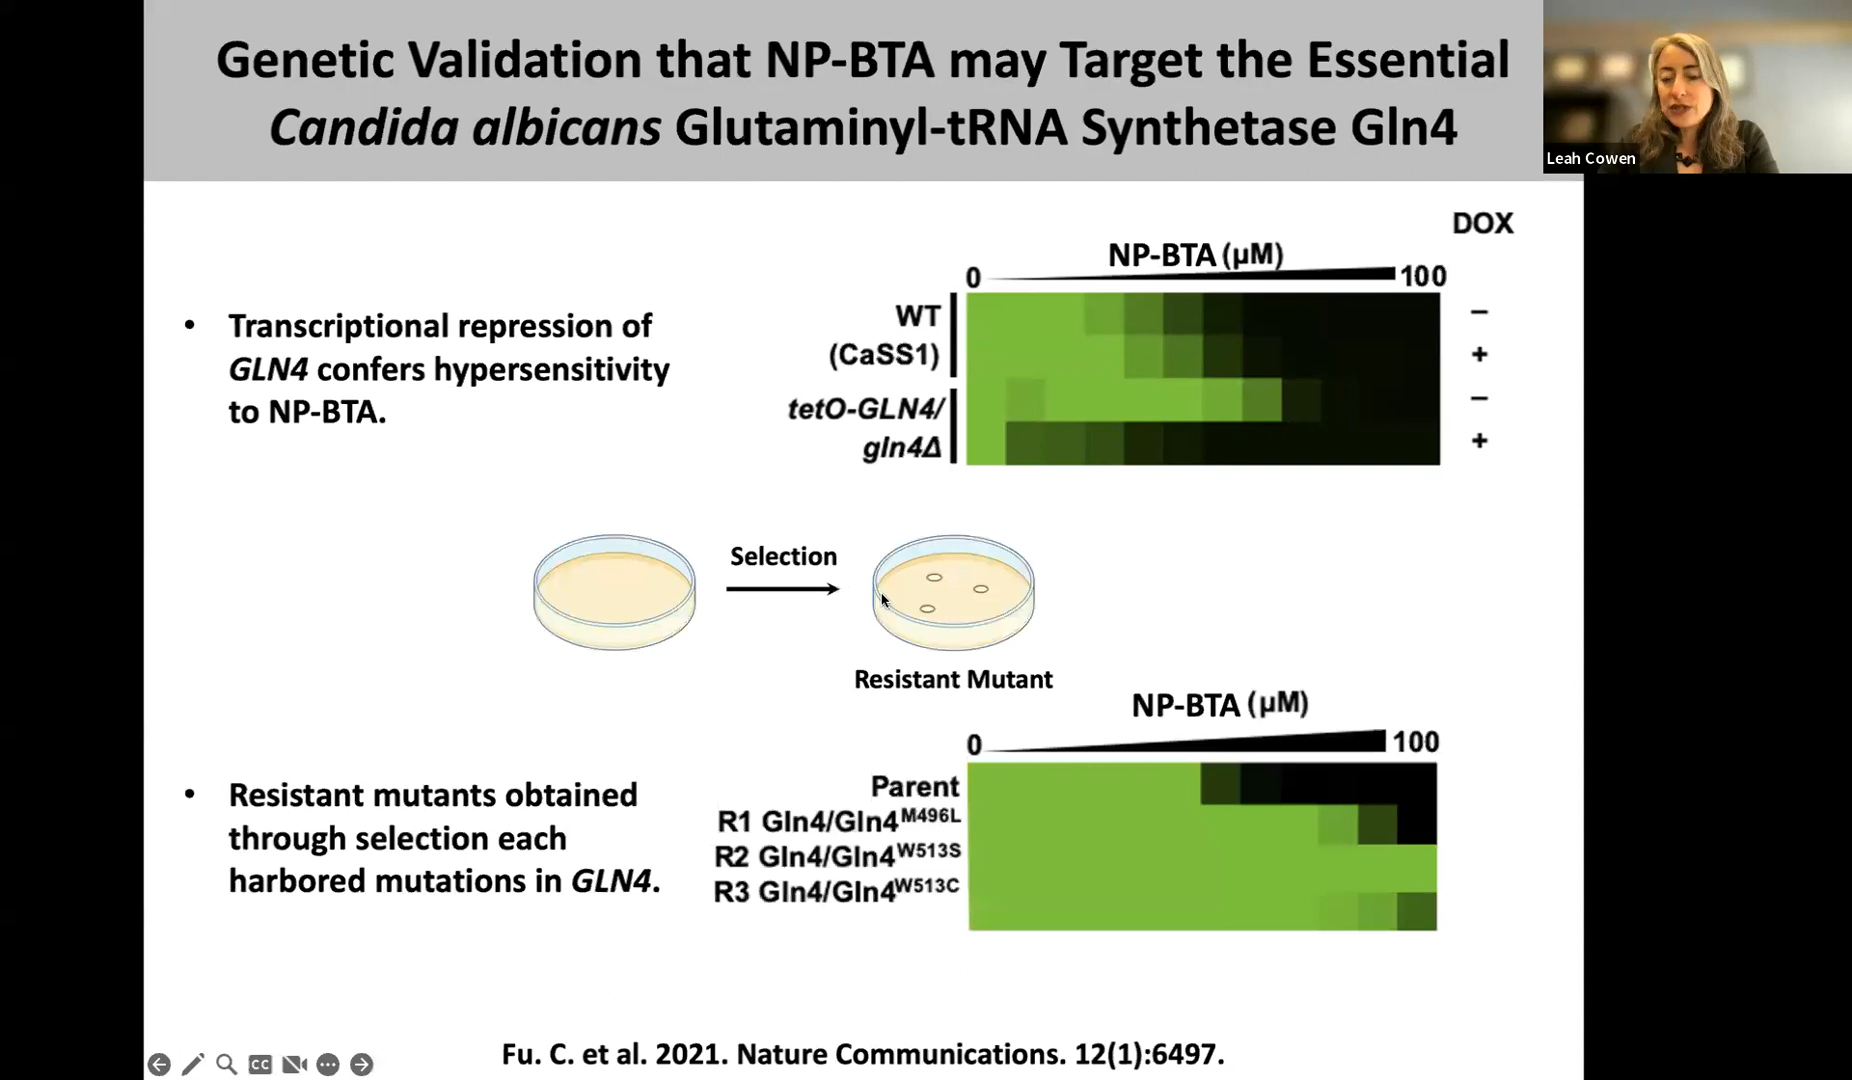 Genetic Validation that NP-BTA may Target the Essential
Candida albicans Glutaminyl-tRNA Synthetase Gln4
Leah Cowen
DOX
NP-BTA (μM)
0
100
• Transcriptional repression of
GLN4 confers hypersensitivity
to NP-BTA.
WT
(CaSS1)
tetO-GLN4/
gln4Δ
–
+
–
+
Selection
Resistant Mutant
NP-BTA (μM)
0
100
• Resistant mutants obtained
through selection each
harbored mutations in GLN4.
Parent
R1 Gln4/Gln4M496L
R2 Gln4/Gln4W513S
R3 Gln4/Gln4W513C
Fu. C. et al. 2021. Nature Communications. 12(1):6497.
CC